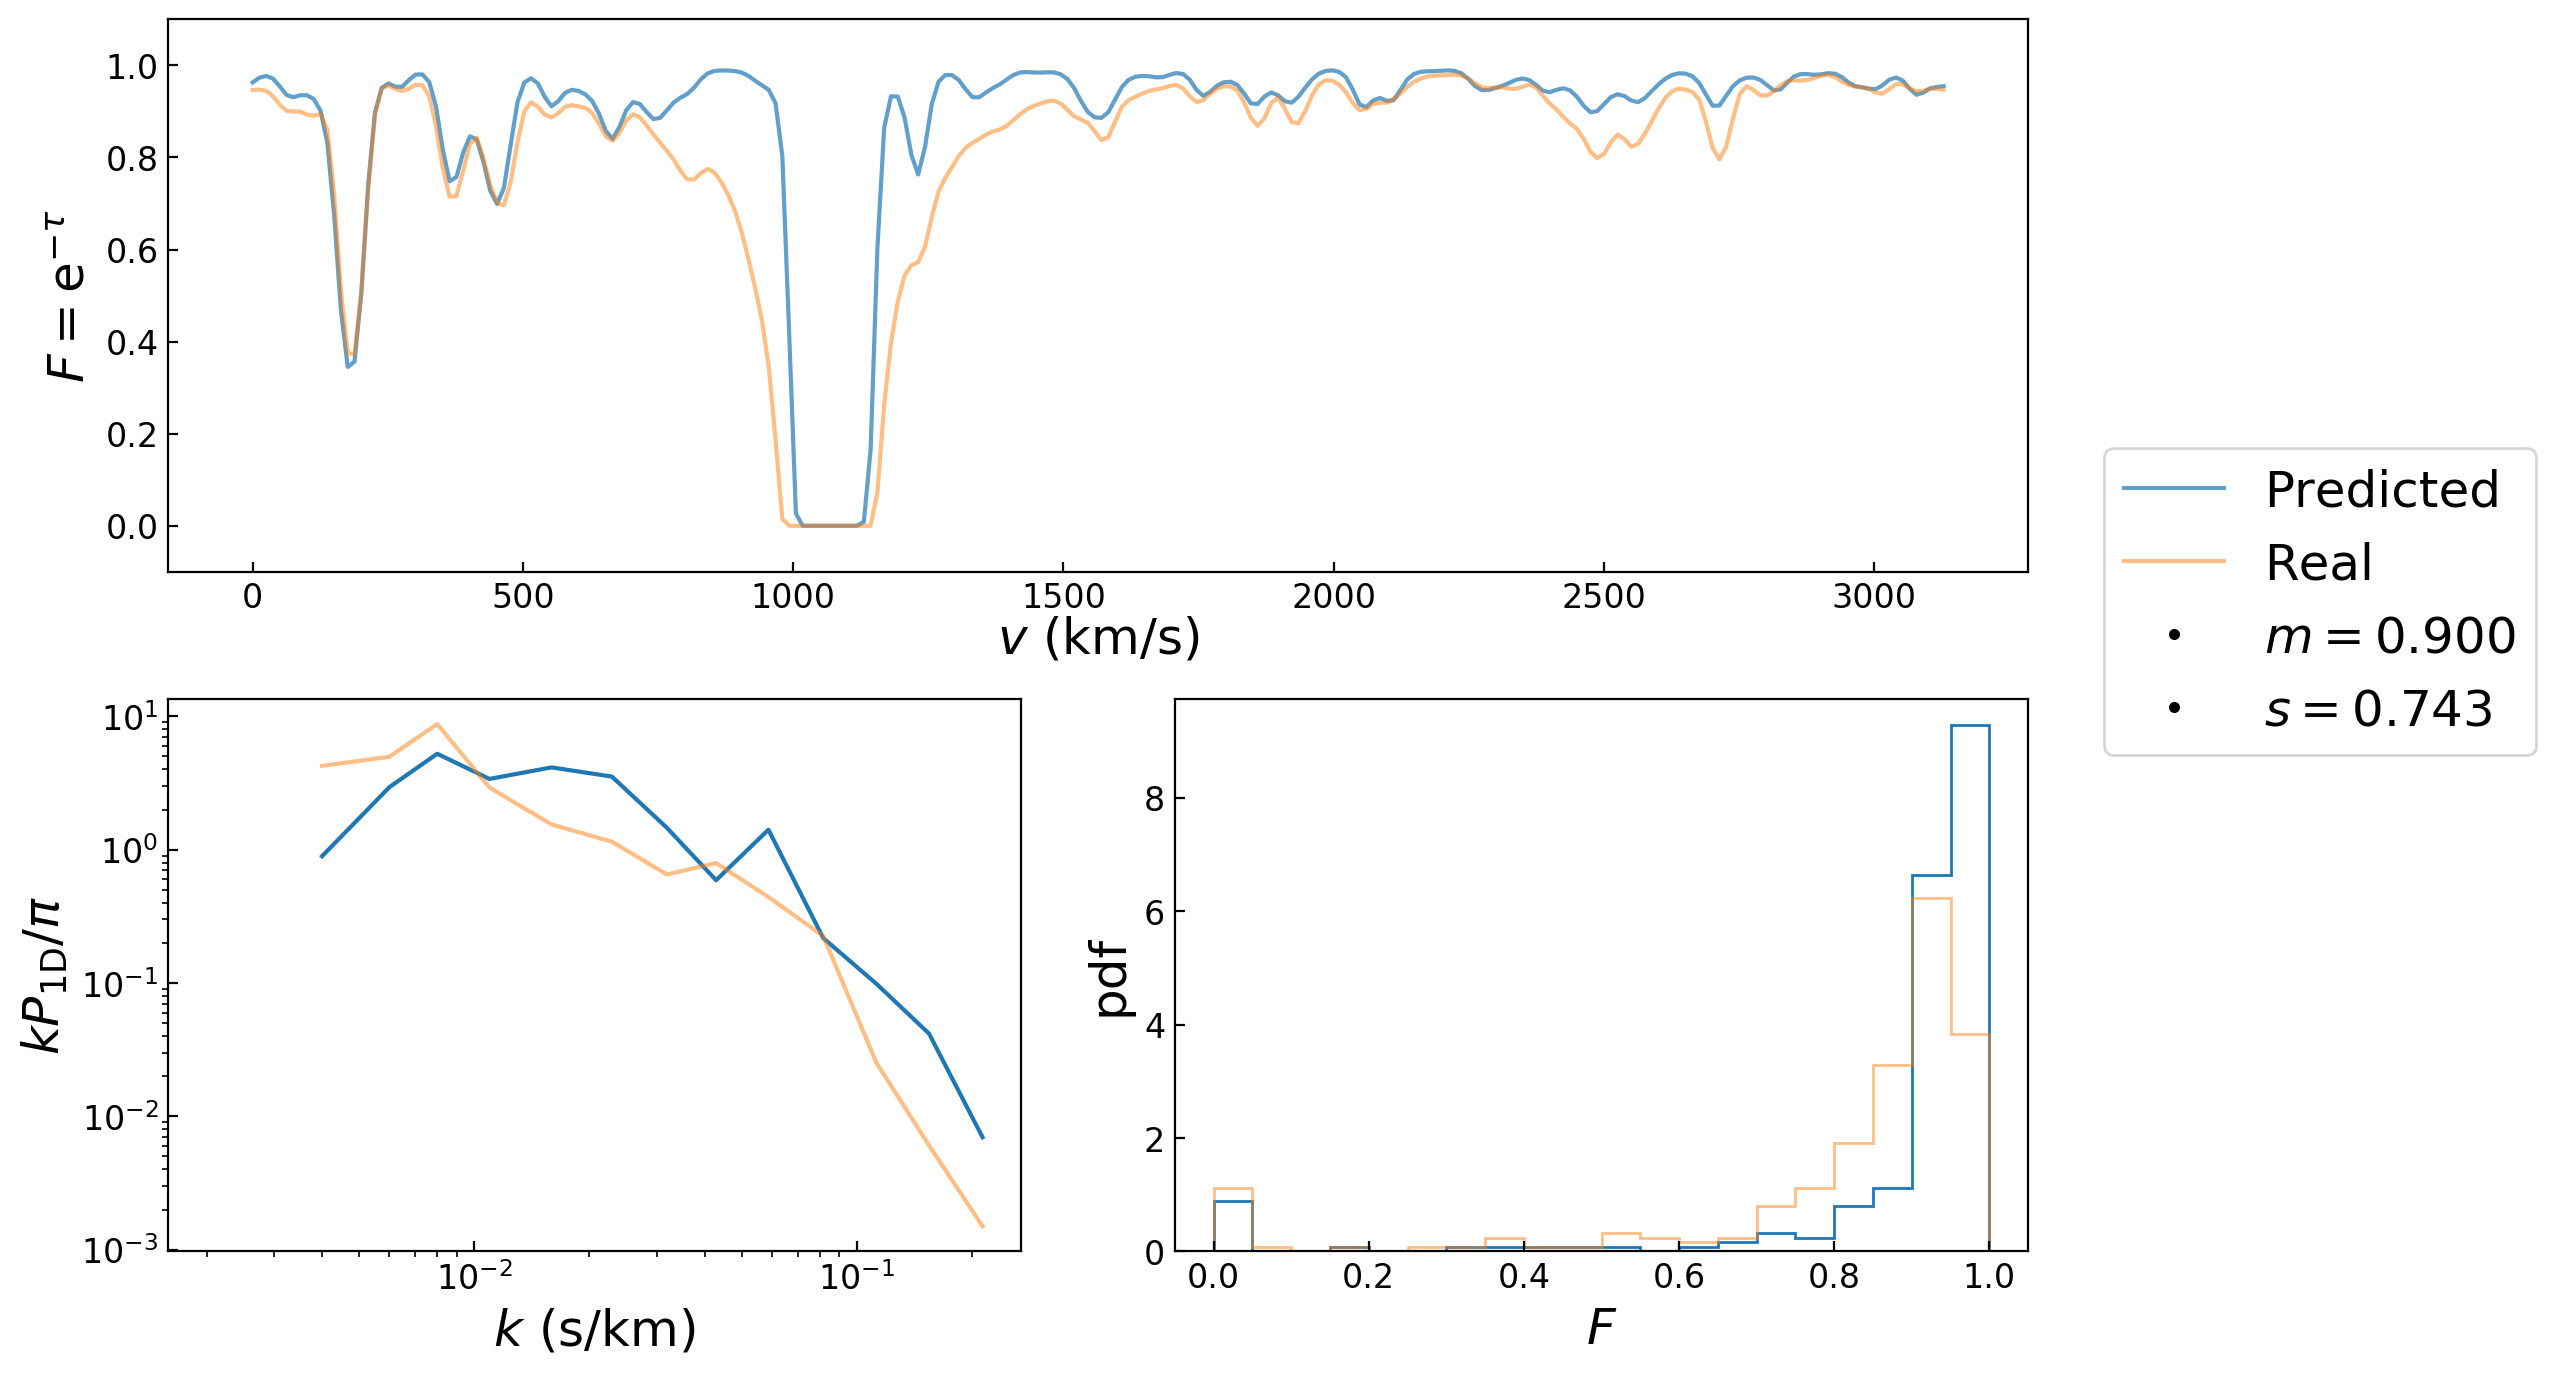 1.0
0.8
0.6
0.4
0.2
0.0
F = e^{−τ}
0 500 1000 1500 2000 2500 3000
v (km/s)
Predicted
Real
m = 0.900
s = 0.743
10^1
10^0
10^{−1}
10^{−2}
10^{−3}
kP_{1D}/π
10^{−2} 10^{−1}
k (s/km)
8
6
4
2
0
pdf
0.0 0.2 0.4 0.6 0.8 1.0
F